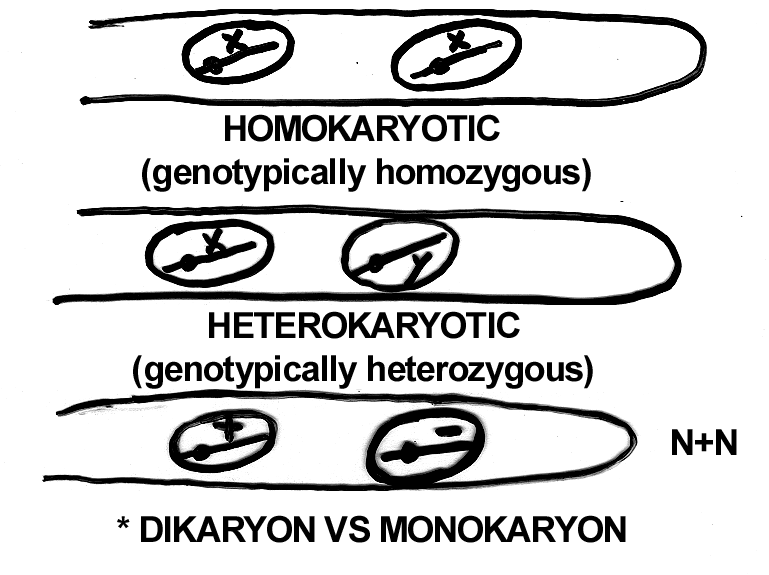 X X
HOMOKARYOTIC
(genotypically homozygous)
X Y
HETEROKARYOTIC
(genotypically heterozygous)
+ - N+N
* DIKARYON VS MONOKARYON